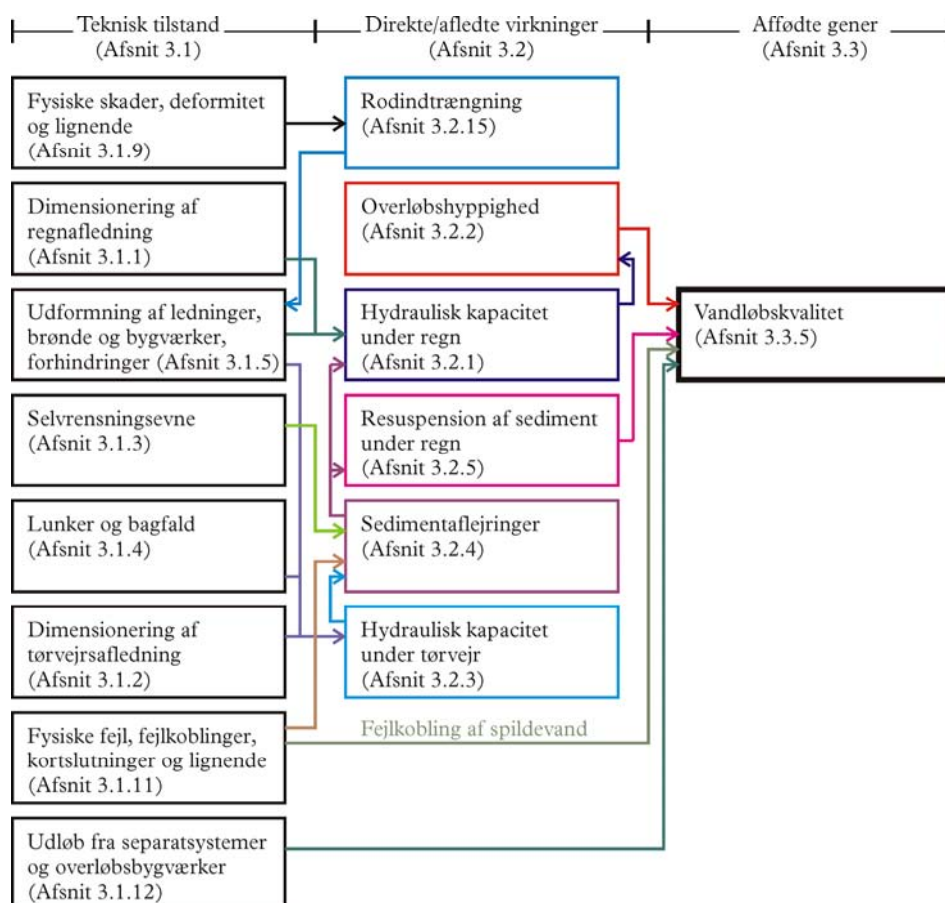 Teknisk tilstand
(Afsnit 3.1)
Direkte/afledte virkninger
(Afsnit 3.2)
Affødte gener
(Afsnit 3.3)
Fysiske skader, deformitet
og lignende
(Afsnit 3.1.9)
Dimensionering af
regnafledning
(Afsnit 3.1.1)
Udformning af ledninger,
brønde og bygværker,
forhindringer (Afsnit 3.1.5)
Selvrensningsevne
(Afsnit 3.1.3)
Lunker og bagfald
(Afsnit 3.1.4)
Dimensionering af
tørvejrsafledning
(Afsnit 3.1.2)
Fysiske fejl, fejlkoblinger,
kortslutninger og lignende
(Afsnit 3.1.11)
Udløb fra separatsystemer
og overløbsbygværker
(Afsnit 3.1.12)
Rodindtrængning
(Afsnit 3.2.15)
Overløbshyppighed
(Afsnit 3.2.2)
Hydraulisk kapacitet
under regn
(Afsnit 3.2.1)
Resuspension af sediment
under regn
(Afsnit 3.2.5)
Sedimentaflejringer
(Afsnit 3.2.4)
Hydraulisk kapacitet
under tørvejr
(Afsnit 3.2.3)
Fejlkobling af spildevand
Vandløbskvalitet
(Afsnit 3.3.5)